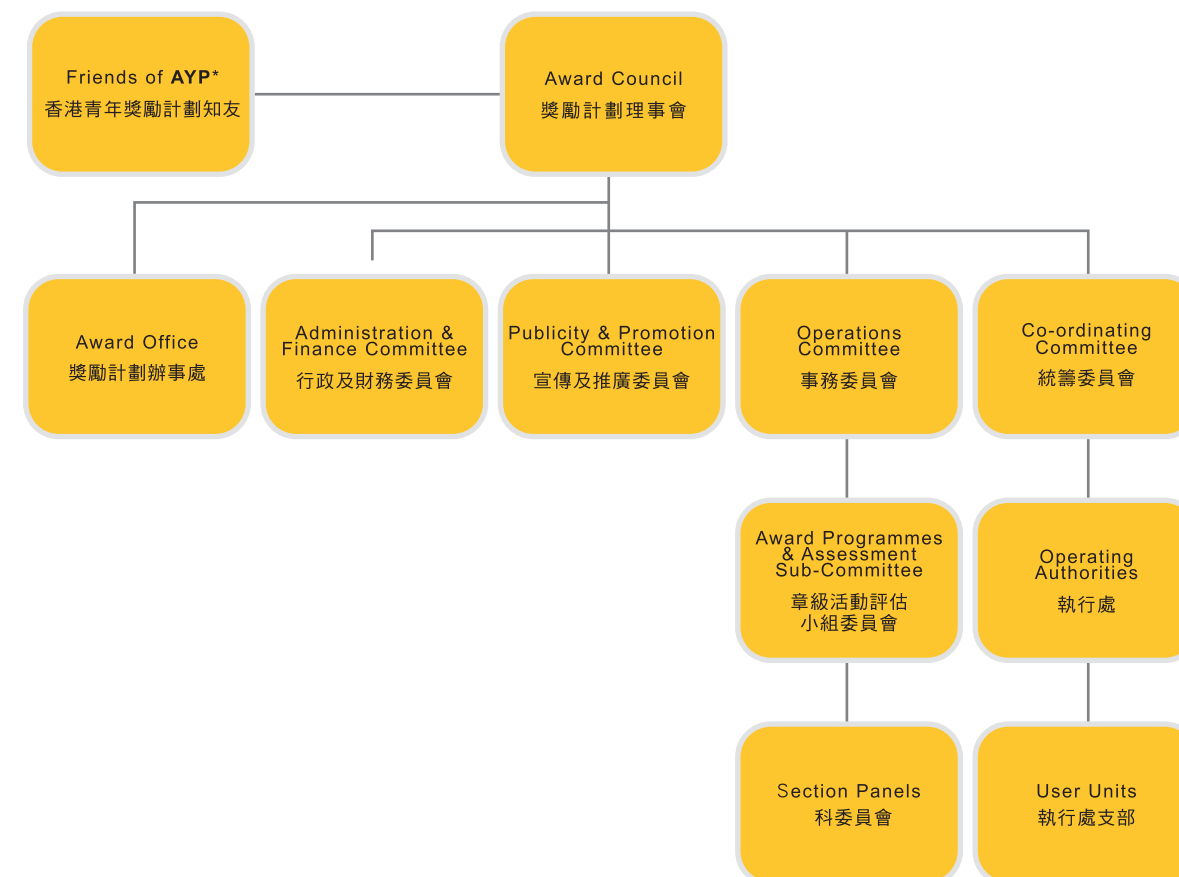 Friends of AYP*
香港青年獎勵計劃知友
Award Council
獎勵計劃理事會
Award Office
獎勵計劃辦事處
Administration &
Finance Committee
行政及財務委員會
Publicity & Promotion
Committee
宣傳及推廣委員會
Operations
Committee
事務委員會
Co-ordinating
Committee
統籌委員會
Award Programmes
& Assessment
Sub-Committee
章級活動評估
小組委員會
Operating
Authorities
執行處
Section Panels
科委員會
User Units
執行處支部